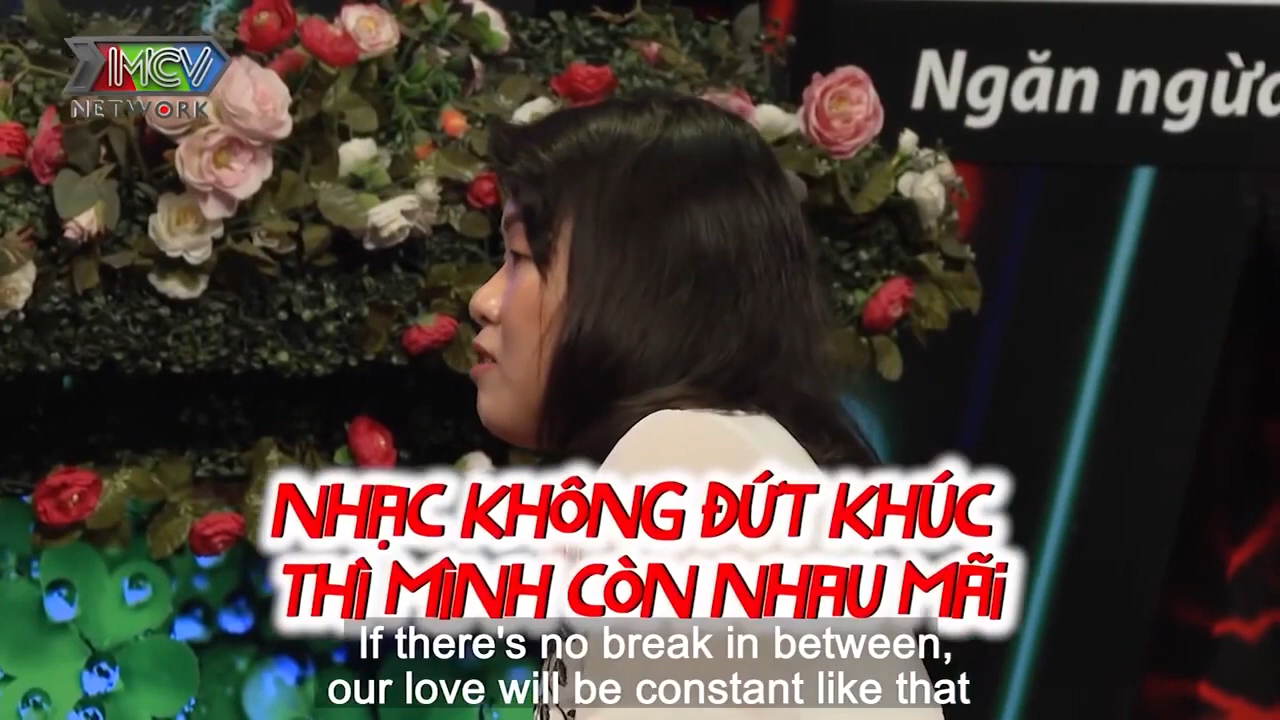 MCV
NETWORK
Ngăn ngừa
NHẠC KHÔNG ĐỨT KHÚC
THÌ MÌNH CÒN NHAU MÃI
If there's no break in between,
our love will be constant like that